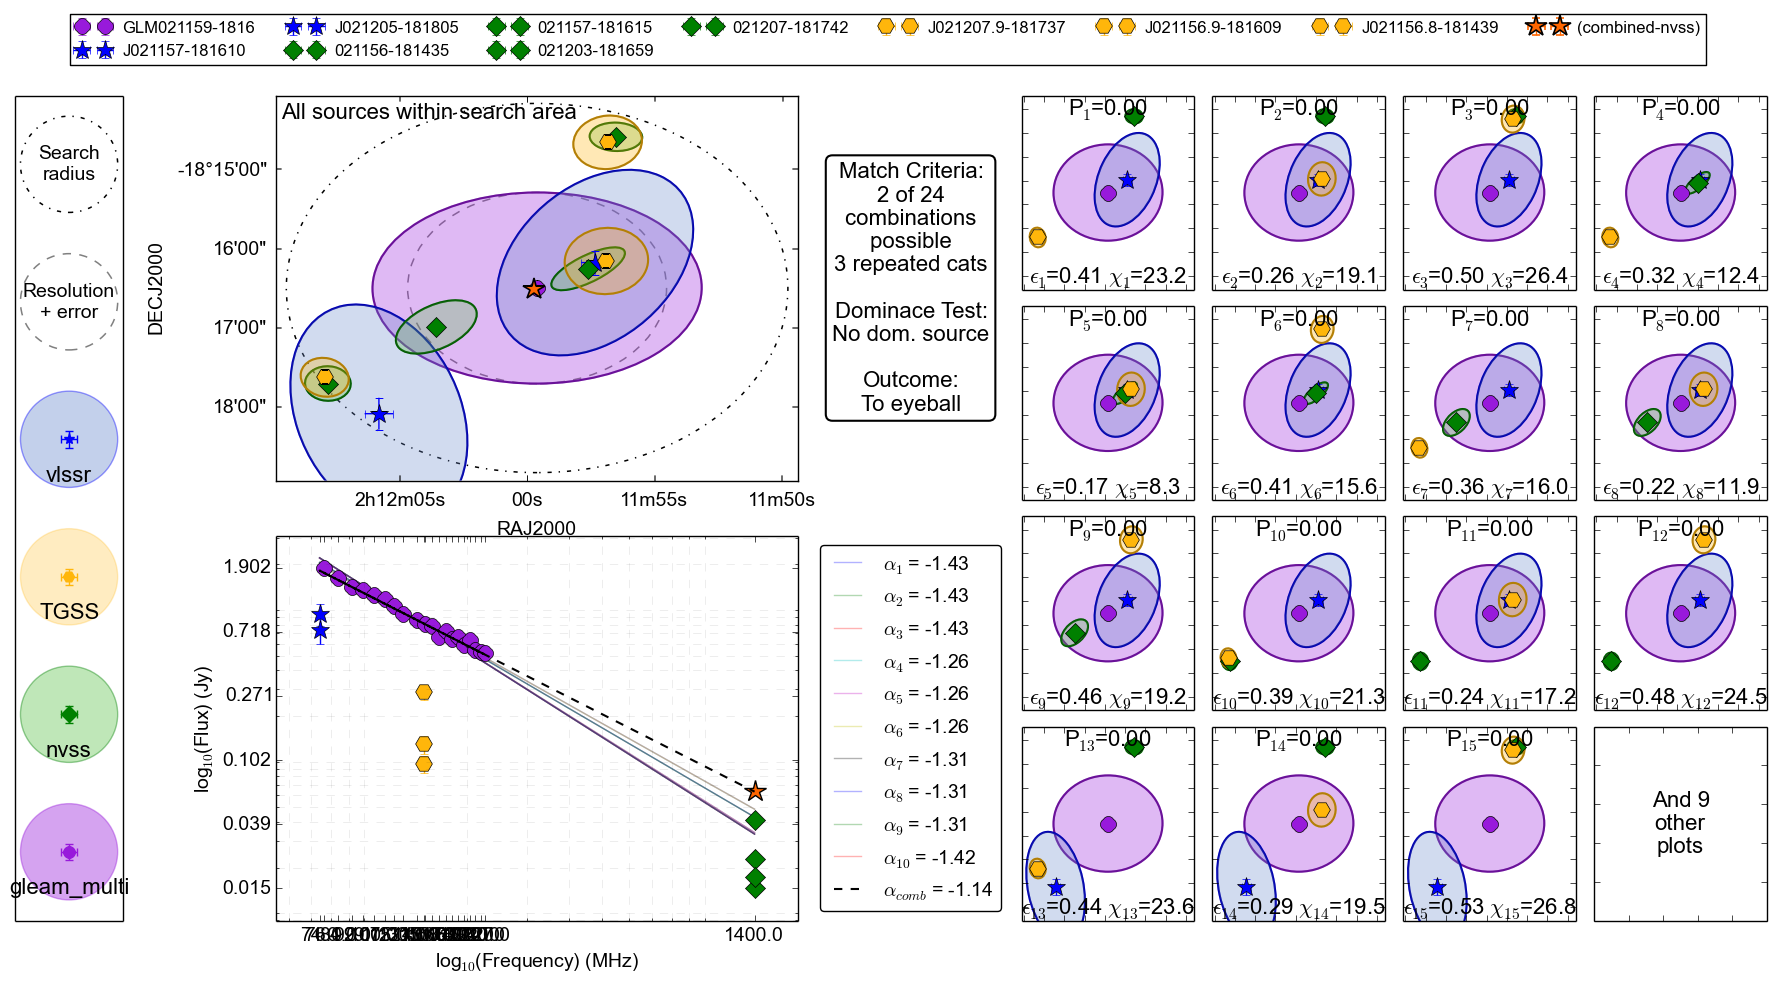 GLM021159-1816
J021205-181805
021157-181615
021207-181742
J021207.9-181737
J021156.9-181609
J021156.8-181439
(combined-nvss)
J021157-181610
021156-181435
021203-181659
Search
radius
Resolution
+ error
vlssr
TGSS
nvss
gleam_multi
All sources within search area
DECJ2000
-18°15'00"
16'00"
17'00"
18'00"
2h12m05s
00s
11m55s
11m50s
RAJ2000
Match Criteria:
2 of 24
combinations
possible
3 repeated cats
Dominace Test:
No dom. source
Outcome:
To eyeball
log10(Flux) (Jy)
1.902
0.718
0.271
0.102
0.039
0.015
1400.0
log10(Frequency) (MHz)
α1 = -1.43
α2 = -1.43
α3 = -1.43
α4 = -1.26
α5 = -1.26
α6 = -1.26
α7 = -1.31
α8 = -1.31
α9 = -1.31
α10 = -1.42
αcomb = -1.14
P1=0.00
ϵ1=0.41 χ1=23.2
P2=0.00
ϵ2=0.26 χ2=19.1
P3=0.00
ϵ3=0.50 χ3=26.4
P4=0.00
ϵ4=0.32 χ4=12.4
P5=0.00
ϵ5=0.17 χ5=8.3
P6=0.00
ϵ6=0.41 χ6=15.6
P7=0.00
ϵ7=0.36 χ7=16.0
P8=0.00
ϵ8=0.22 χ8=11.9
P9=0.00
ϵ9=0.46 χ9=19.2
P10=0.00
ϵ10=0.39 χ10=21.3
P11=0.00
ϵ11=0.24 χ11=17.2
P12=0.00
ϵ12=0.48 χ12=24.5
P13=0.00
ϵ13=0.44 χ13=23.6
P14=0.00
ϵ14=0.29 χ14=19.5
P15=0.00
ϵ15=0.53 χ15=26.8
And 9
other
plots